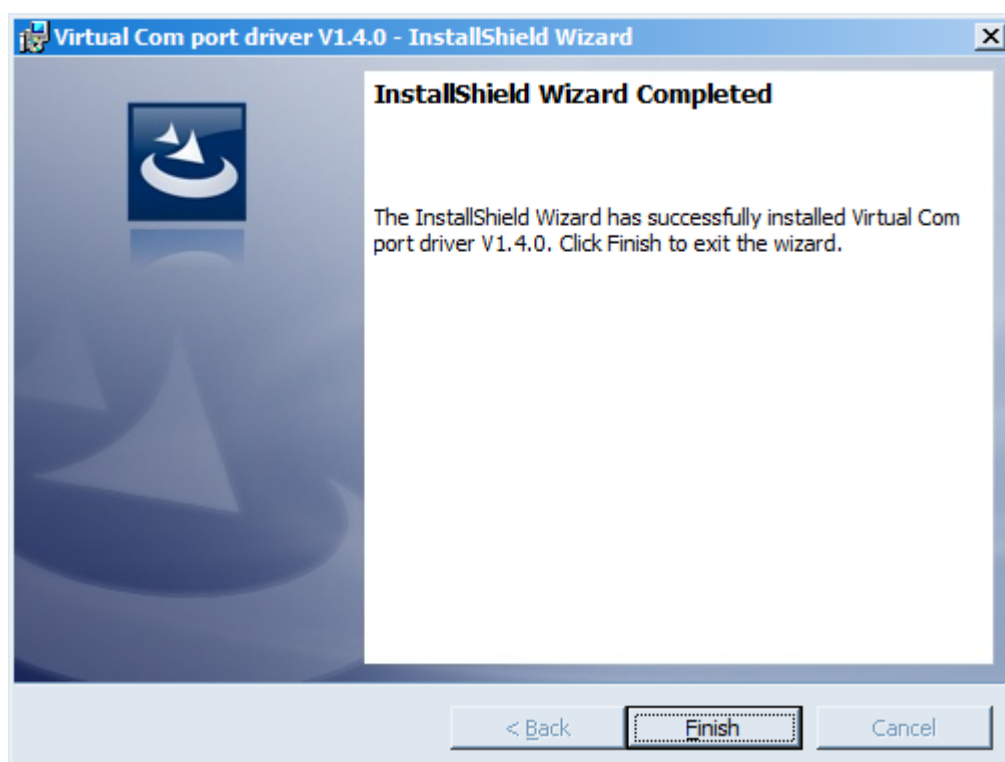 Virtual Com port driver V1.4.0 - InstallShield Wizard
InstallShield Wizard Completed
The InstallShield Wizard has successfully installed Virtual Com
port driver V1.4.0. Click Finish to exit the wizard.
< Back
Finish
Cancel